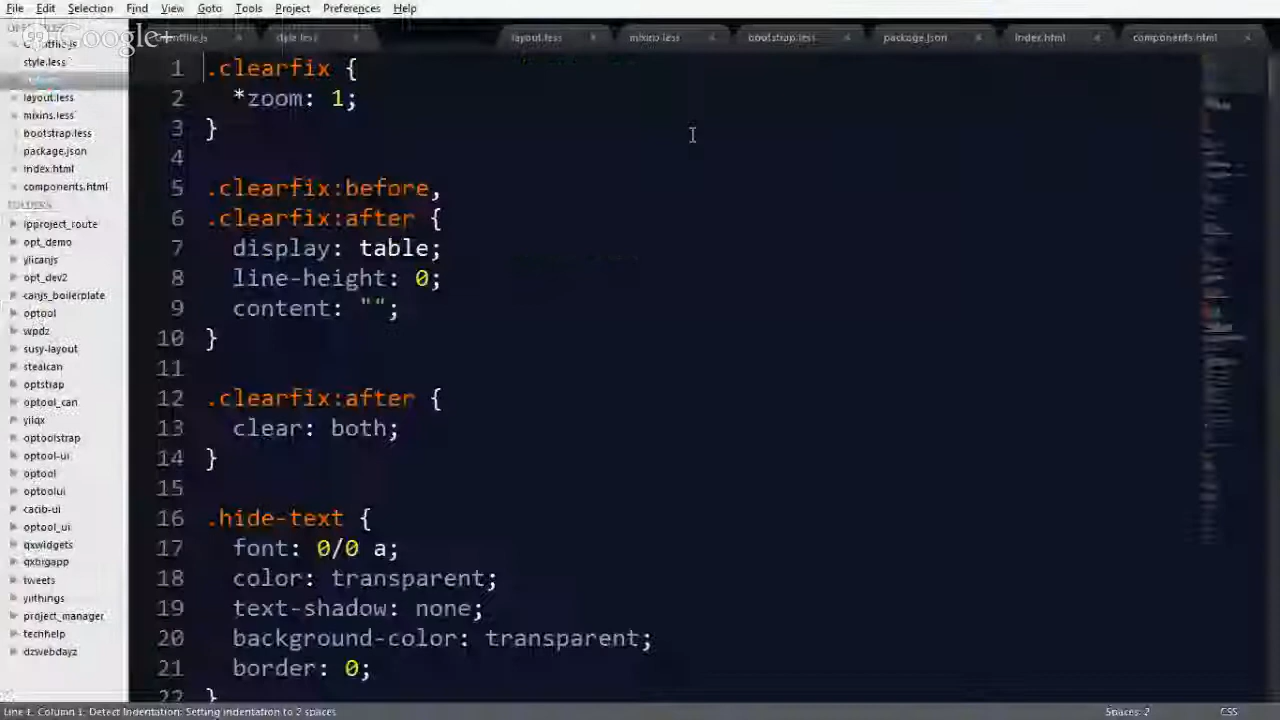 File Edit Selection Find View Goto Tools Project Preferences Help
Google+
layout.less mixins.less bootstrap.less package.json index.html components.html
style.less
layout.less
mixins.less
bootstrap.less
package.json
index.html
components.html
FOLDERS
ipproject_route
opt_demo
yiicanjs
opt_dev2
canjs_boilerplate
optool
wpdz
susy-layout
stealcan
optstrap
optool_can
yiiqx
optoolstrap
optool-ui
optool
optoolui
cacib-ui
optool_ui
qxwidgets
qxbigapp
tweets
yiithings
project_manager
techhelp
dzwebdayz
1 .clearfix {
2 *zoom: 1;
3 }
4
5 .clearfix:before,
6 .clearfix:after {
7 display: table;
8 line-height: 0;
9 content: "";
10 }
11
12 .clearfix:after {
13 clear: both;
14 }
15
16 .hide-text {
17 font: 0/0 a;
18 color: transparent;
19 text-shadow: none;
20 background-color: transparent;
21 border: 0;
22 }
Line 1, Column 1; Detect Indentation: Setting indentation to 2 spaces Spaces: 2 CSS